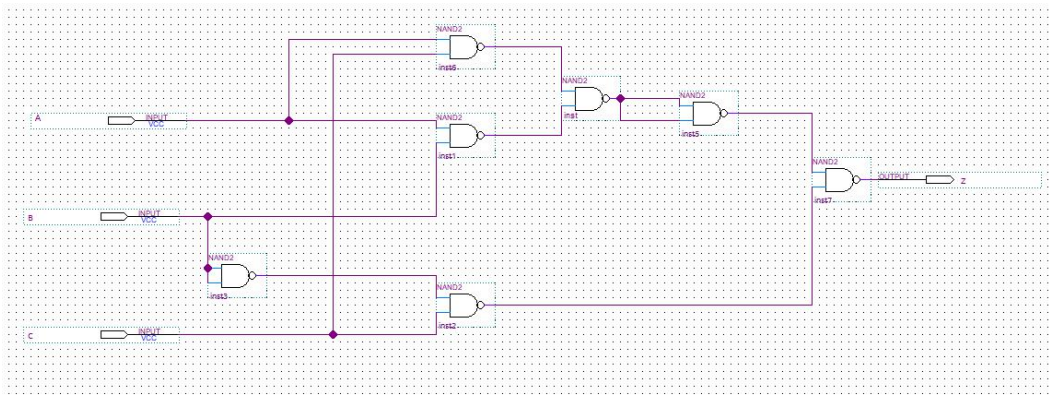 NAND2
inst6
NAND2
inst
NAND2
inst5
A
INPUT
VCC
NAND2
inst1
NAND2
inst7
OUTPUT
Z
B
INPUT
VCC
NAND2
inst3
NAND2
inst2
C
INPUT
VCC